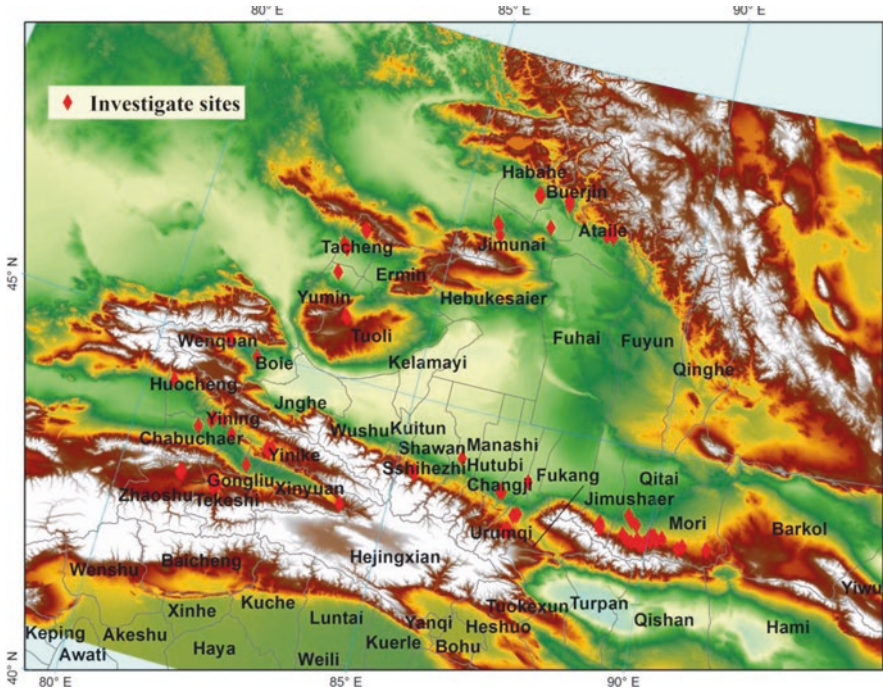 80° E 85° E 90° E
Investigate sites
Habahe
Buerjin
Ataile
Tacheng
Jimunai
45° N
Ermin
Yumin
Hebukesaier
Tuoli
Fuhai
Fuyun
Wenquan
Boie
Kelamayi
Qinghe
Huocheng
Jnghe
Yining
Wushu
Kuitun
Chabuchaer
Shawan
Manashi
Yinike
Sshihezhi
Hutubi
Fukang
Qitai
Gongliu
Changji
Zhaoshu
Tekeshi
Xinyuan
Jimushaer
Mori
Urumqi
Barkol
Hejingxian
Baicheng
Wenshu
Yiwu
Kuche
Tuokexun
Turpan
Xinhe
Luntai
Yanqi
Qishan
Keping
Akeshu
Heshuo
Hami
Awati
Haya
Kuerle
Bohu
Weili
40° N
80° E 85° E 90° E